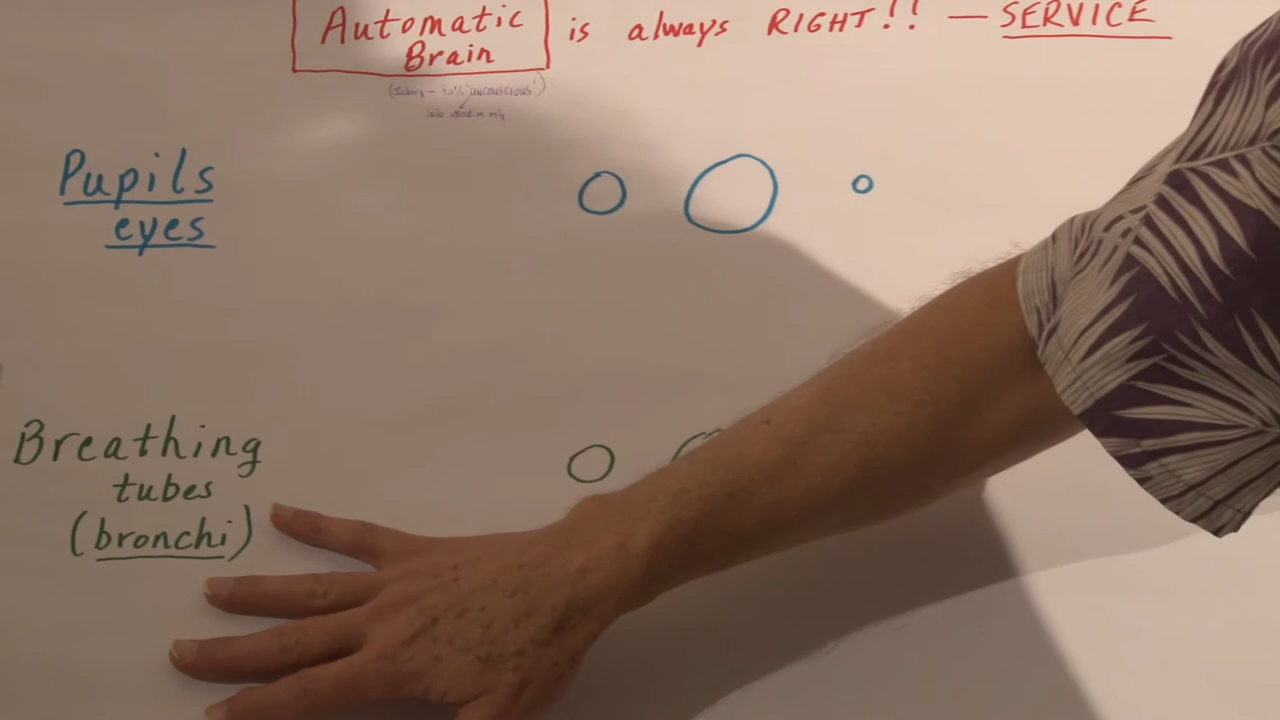 Automatic is always RIGHT!! — SERVICE
Brain
Pupils
eyes
Breathing
tubes
(bronchi)